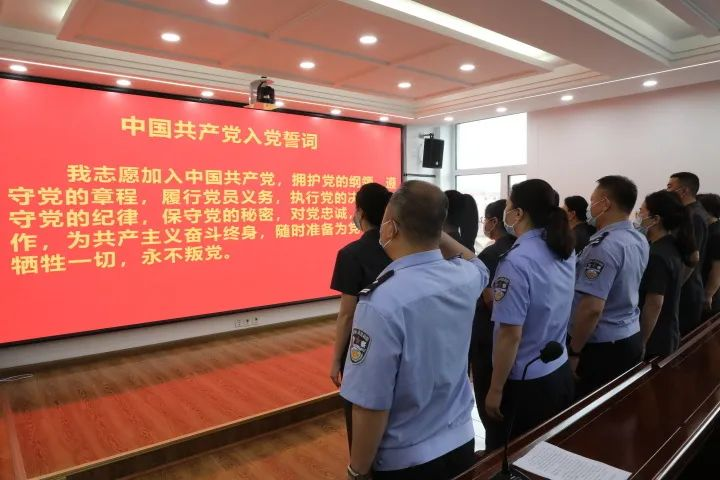 中国共产党入党誓词
我志愿加入中国共产党，拥护党的纲领，遵
守党的章程，履行党员义务，执行党的决
守党的纪律，保守党的秘密，对党忠诚，
作，为共产主义奋斗终身，随时准备为党
牺牲一切，永不叛党。